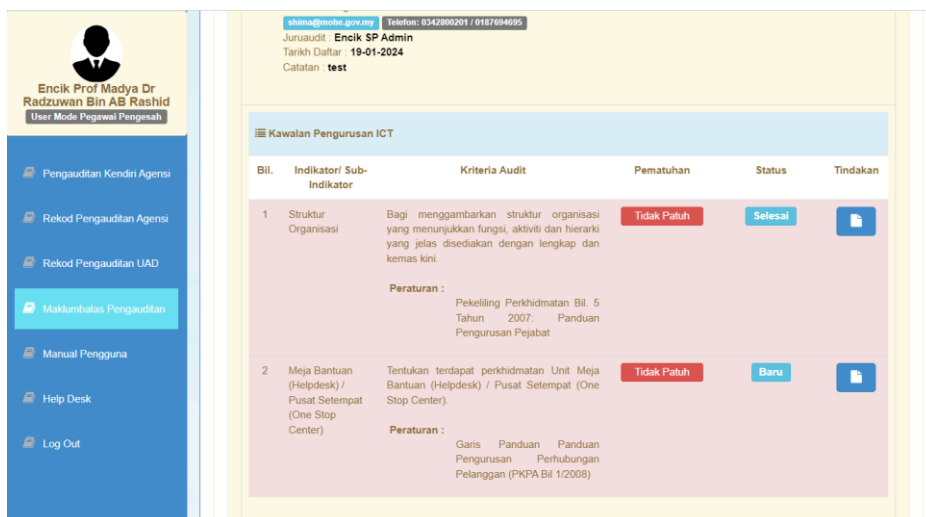 shima@mohe.gov.my Telefon: 0342800201 / 0187694695
Juruaudit : Encik SP Admin
Tarikh Daftar : 19-01-2024
Catatan : test
Encik Prof Madya Dr
Radzuwan Bin AB Rashid
User Mode Pegawai Pengesah
Pengauditan Kendiri Agensi
Rekod Pengauditan Agensi
Rekod Pengauditan UAD
Maklumbalas Pengauditan
Manual Pengguna
Help Desk
Log Out
Kawalan Pengurusan ICT
Bil. Indikator/ Sub- Kriteria Audit Pematuhan Status Tindakan
Indikator
1 Struktur Bagi menggambarkan struktur organisasi Tidak Patuh Selesai
Organisasi yang menunjukkan fungsi, aktiviti dan hierarki
yang jelas disediakan dengan lengkap dan
kemas kini.
Peraturan :
Pekeliling Perkhidmatan Bil. 5
Tahun 2007: Panduan
Pengurusan Pejabat
2 Meja Bantuan Tentukan terdapat perkhidmatan Unit Meja Tidak Patuh Baru
(Helpdesk) / Bantuan (Helpdesk) / Pusat Setempat (One
Pusat Setempat Stop Center).
(One Stop
Center) Peraturan :
Garis Panduan Panduan
Pengurusan Perhubungan
Pelanggan (PKPA Bil 1/2008)